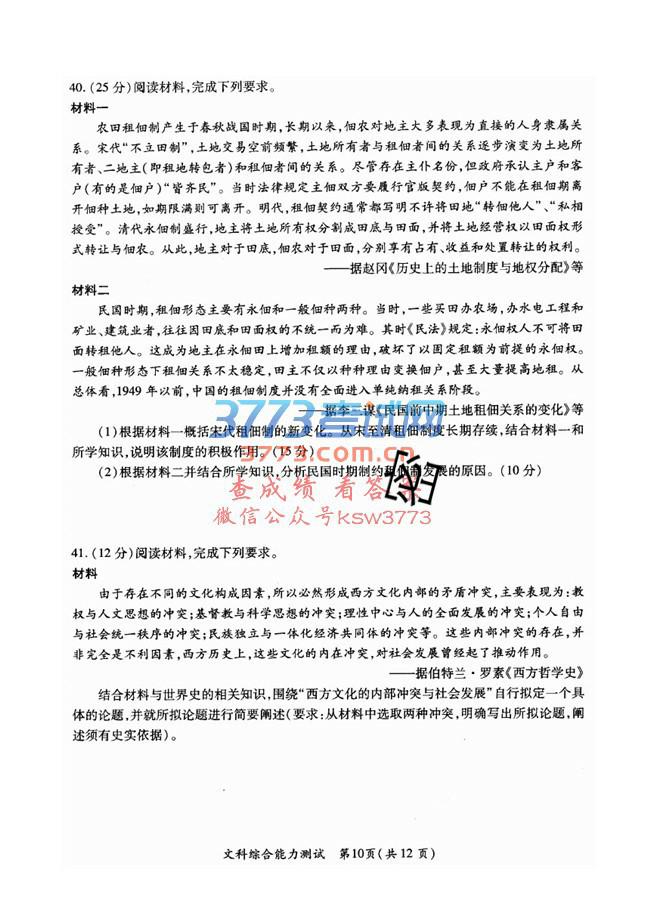 40.(25分)阅读材料,完成下列要求。
材料一
农田租佃制产生于春秋战国时期,长期以来,佃农对地主大多表现为直接的人身隶属关
系。宋代“不立田制”,土地交易空前频繁,土地所有者与租佃者间的关系逐步演变为土地所
有者、二地主(即租地转包者)和租佃者间的关系。尽管存在主仆名份,但政府承认主户和客
户(有的是佃户)“皆齐民”。当时法律规定主佃双方要履行官版契约,佃户不能在租佃期离
开佃种土地,如期限满则可离开。明代,租佃契约通常都写明不许将田地“转佃他人”、“私相
授受”。清代永佃制盛行,地主将土地所有权分割成田底与田面,并将土地经营权以田面权形
式转让与佃农。从此,地主对于田底,佃农对于田面,分别享有占有、收益和处置转让的权利。
——据赵冈《历史上的土地制度与地权分配》等
材料二
民国时期,租佃形态主要有永佃和一般佃种两种。当时,一些买田办农场,办水电工程和
矿业、建筑业者,往往因田底和田面权的不统一而为难。其时《民法》规定:永佃权人不可将田
面转租他人。这成为地主在永佃田上增加租额的理由,破坏了以固定租额为前提的永佃权。
一般佃种形态下租佃关系不太稳定,田主不仅以种种理由变换佃户,甚至大量提高地租。从
总体看,1949年以前,中国的租佃制度并没有全面进入单纯纳租关系阶段。
——据李三谋《民国前中期土地租佃关系的变化》等
(1)根据材料一概括宋代租佃制的新变化。从宋至清租佃制度长期存续,结合材料一和
所学知识,说明该制度的积极作用。(15分)
(2)根据材料二并结合所学知识,分析民国时期制约租佃制发展的原因。(10分)
3773考试网
www.3773.com.cn
查成绩 看答案
微信公众号ksw3773
密
41.(12分)阅读材料,完成下列要求。
材料
由于存在不同的文化构成因素,所以必然形成西方文化内部的矛盾冲突,主要表现为:教
权与人文思想的冲突;基督教与科学思想的冲突;理性中心与人的全面发展的冲突;个人自由
与社会统一秩序的冲突;民族独立与一体化经济共同体的冲突等。这些内部冲突的存在,并
非完全是不利因素,西方历史上,这些文化的内在冲突,对社会发展曾经起了推动作用。
——据伯特兰·罗素《西方哲学史》
结合材料与世界史的相关知识,围绕“西方文化的内部冲突与社会发展”自行拟定一个具
体的论题,并就所拟论题进行简要阐述(要求:从材料中选取两种冲突,明确写出所拟论题,阐
述须有史实依据)。
文科综合能力测试 第10页(共12页)